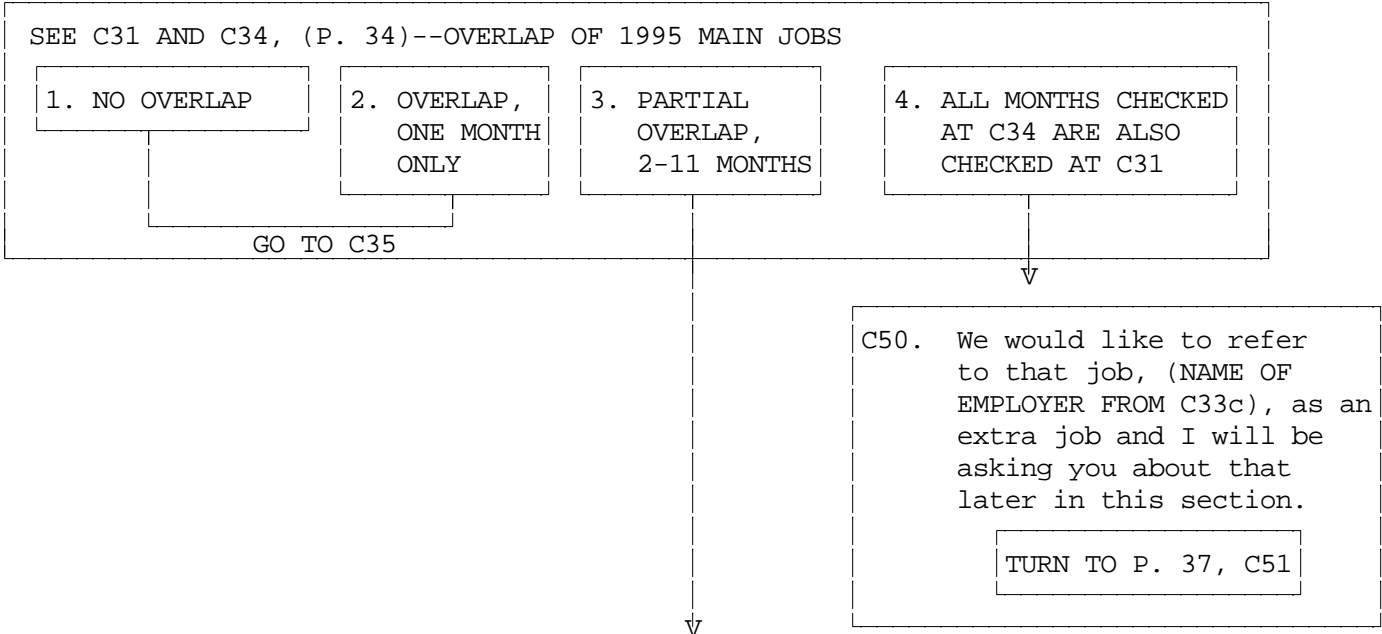 SEE C31 AND C34, (P. 34)--OVERLAP OF 1995 MAIN JOBS
1. NO OVERLAP
2. OVERLAP,
ONE MONTH
ONLY
3. PARTIAL
OVERLAP,
2-11 MONTHS
4. ALL MONTHS CHECKED
AT C34 ARE ALSO
CHECKED AT C31
GO TO C35
C50. We would like to refer
to that job, (NAME OF
EMPLOYER FROM C33c), as an
extra job and I will be
asking you about that
later in this section.
TURN TO P. 37, C51